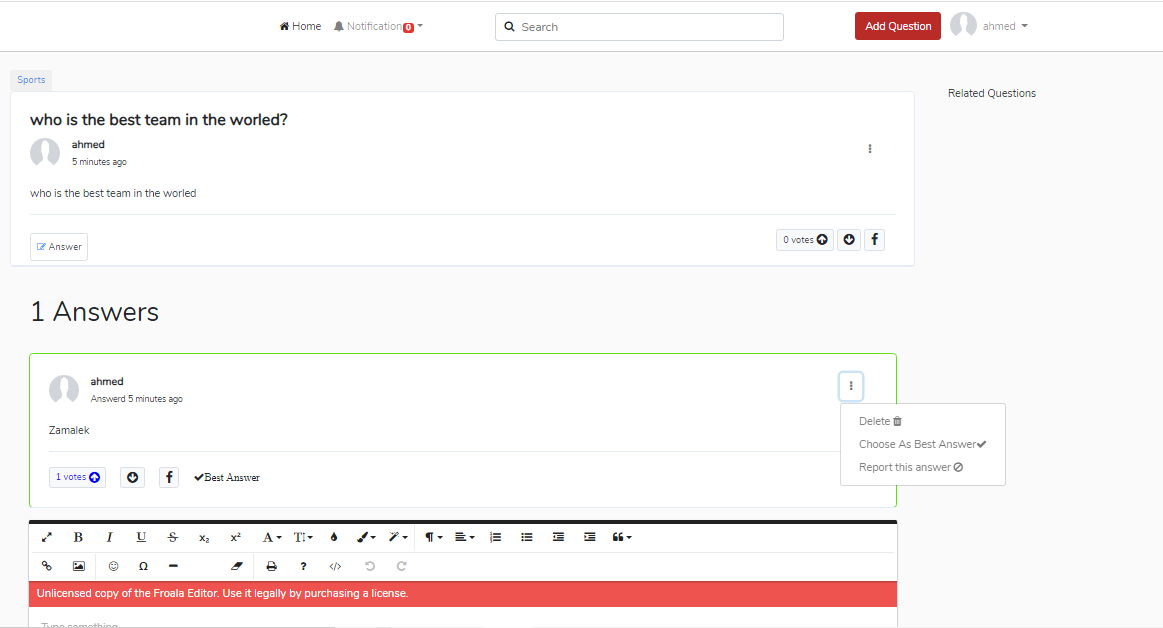 Home Notification 0 Search Add Question ahmed
Sports
Related Questions
who is the best team in the worled?
ahmed
5 minutes ago
who is the best team in the worled
Answer
0 votes
1 Answers
ahmed
Answerd 5 minutes ago
Zamalek
Delete
Choose As Best Answer
Report this answer
1 votes Best Answer
Unlicensed copy of the Froala Editor. Use it legally by purchasing a license.
Type something